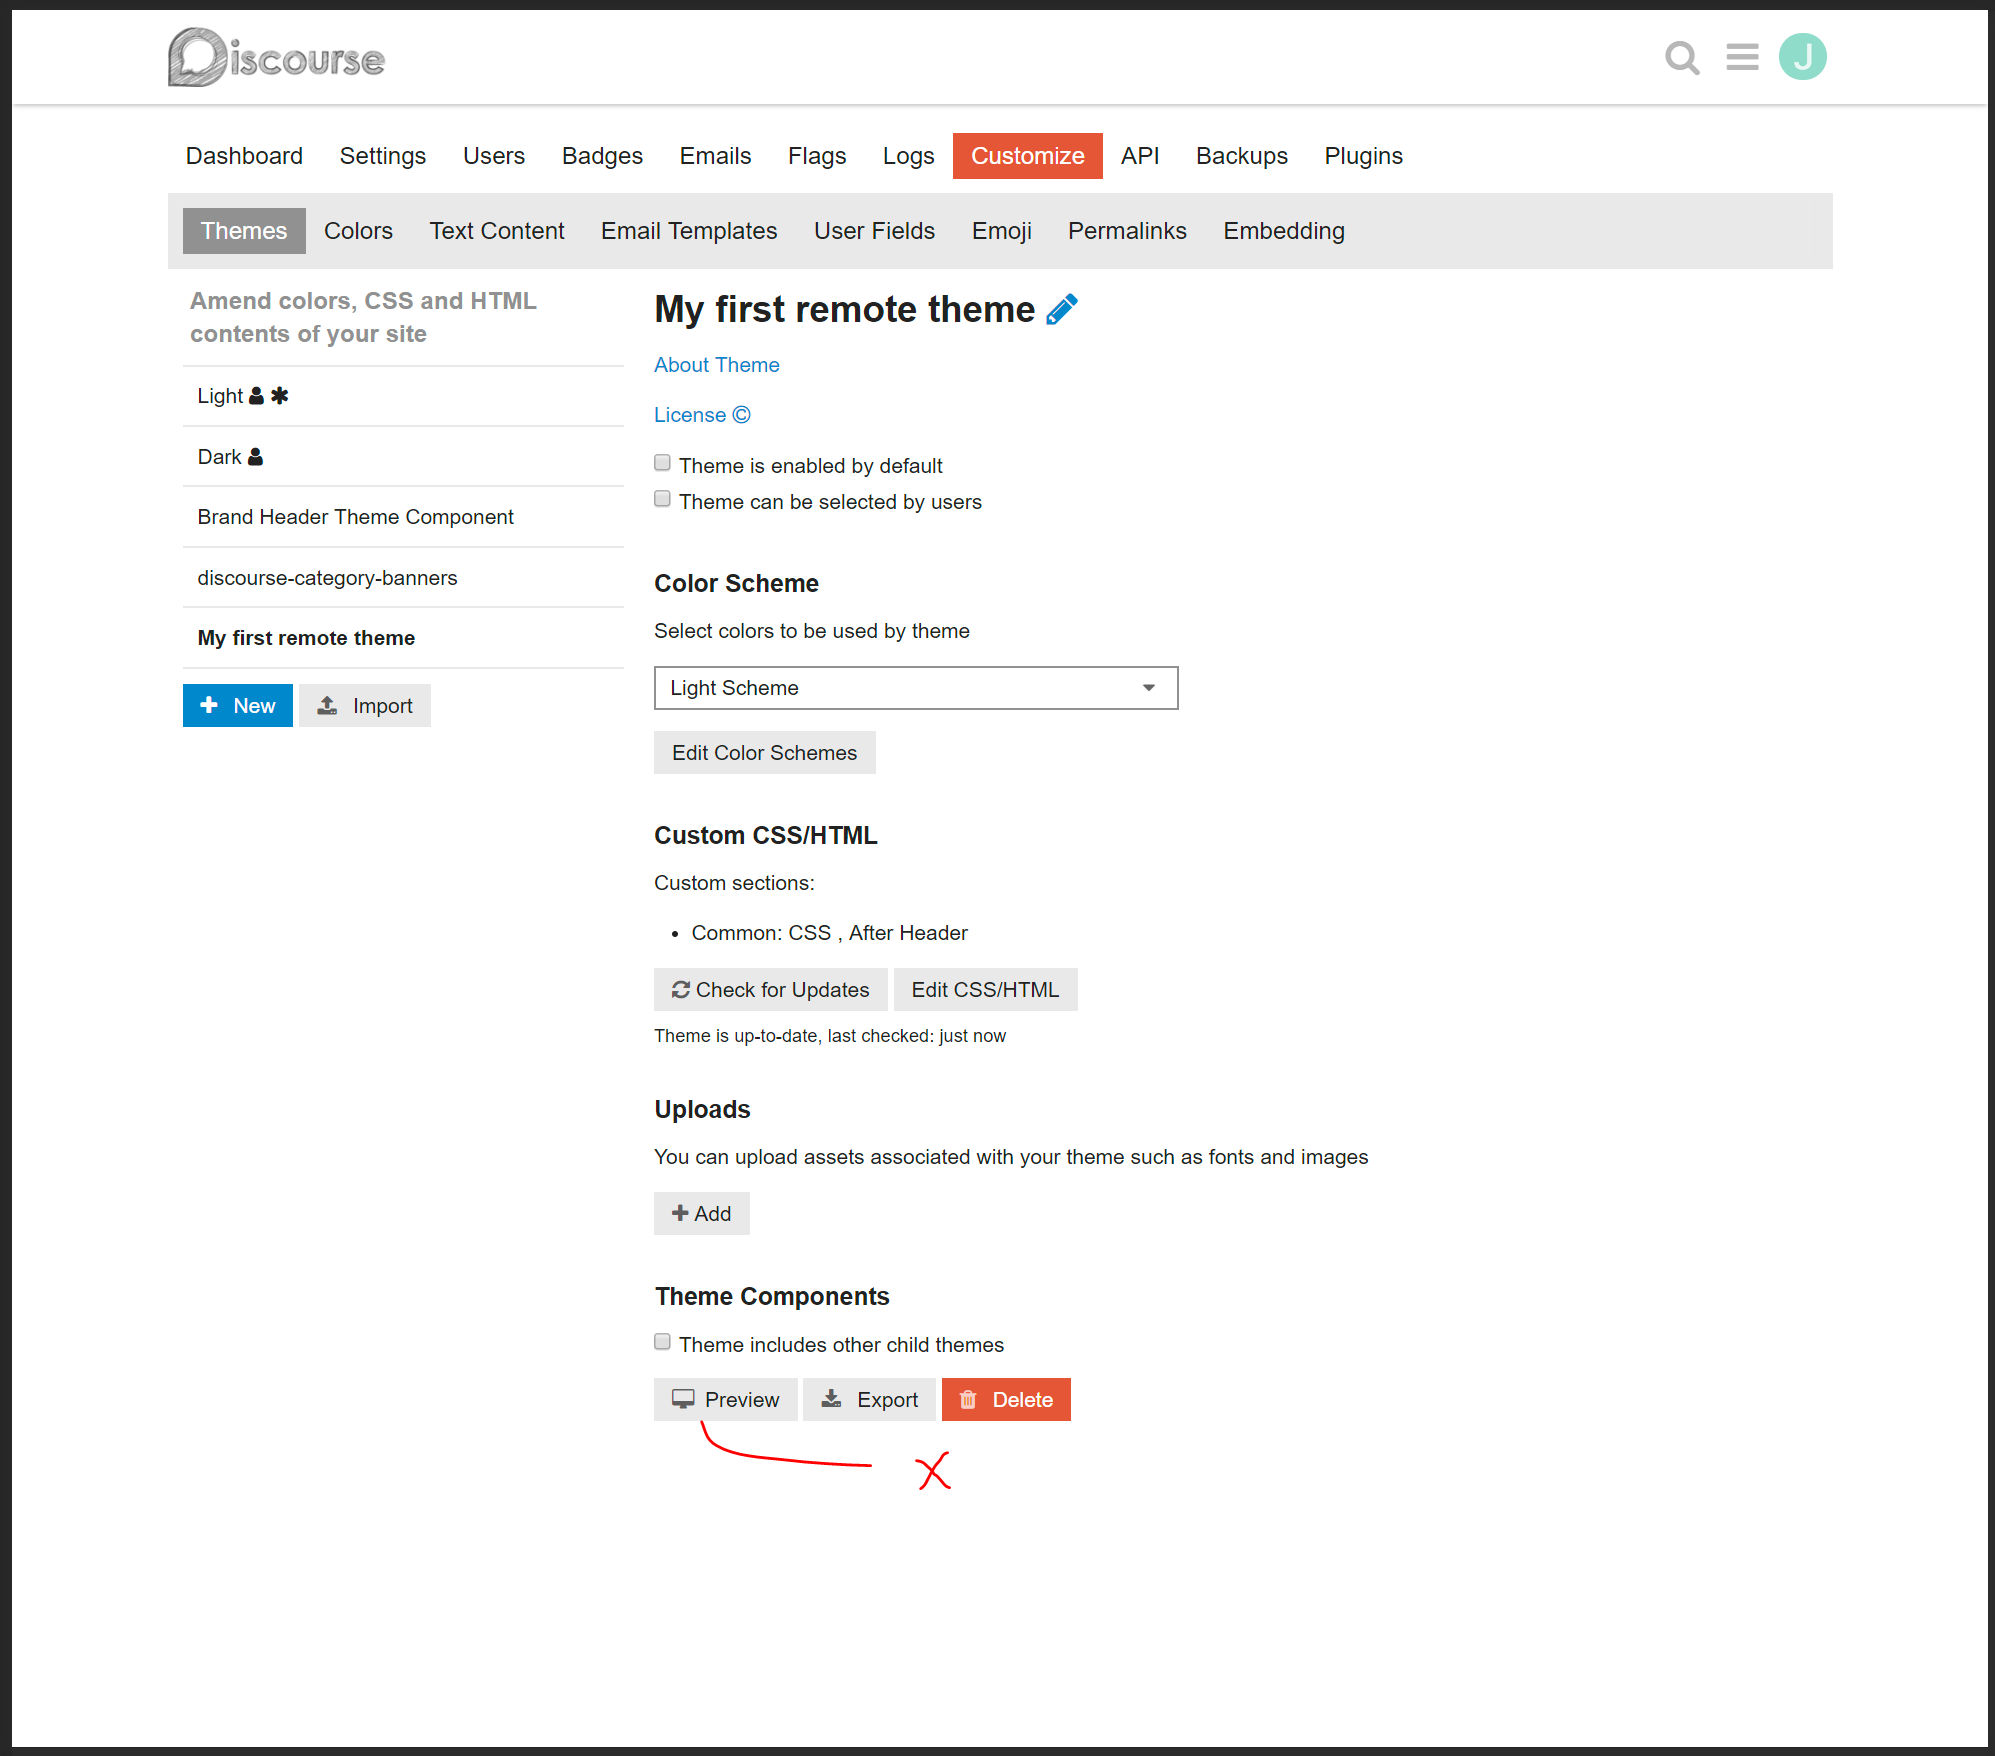 Discourse
J
Dashboard Settings Users Badges Emails Flags Logs Customize API Backups Plugins
Themes Colors Text Content Email Templates User Fields Emoji Permalinks Embedding
Amend colors, CSS and HTML
contents of your site
Light
Dark
Brand Header Theme Component
discourse-category-banners
My first remote theme
New Import
My first remote theme
About Theme
License ©
Theme is enabled by default
Theme can be selected by users
Color Scheme
Select colors to be used by theme
Light Scheme
Edit Color Schemes
Custom CSS/HTML
Custom sections:
• Common: CSS , After Header
Check for Updates Edit CSS/HTML
Theme is up-to-date, last checked: just now
Uploads
You can upload assets associated with your theme such as fonts and images
Add
Theme Components
Theme includes other child themes
Preview Export Delete
X